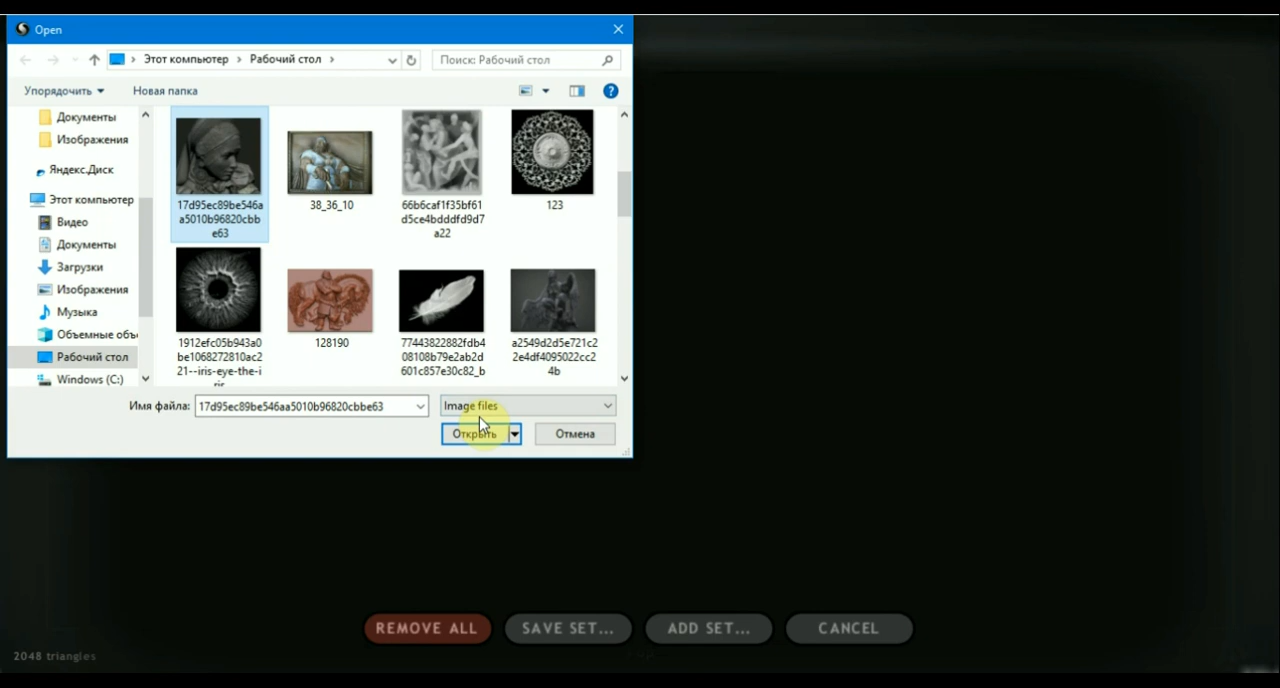 Open
Этот компьютер > Рабочий стол >
Поиск: Рабочий стол
Упорядочить
Новая папка
Документы
Изображения
Яндекс.Диск
Этот компьютер
Видео
Документы
Загрузки
Изображения
Музыка
Объемные объ
Рабочий стол
Windows (C:)
17d95ec89be546a
a5010b96820cbb
e63
38_36_10
66b6caf1f35bf61
d5ce4bdddfd9d7
a22
123
1912efc05b943a0
be1068272810ac2
21--iris-eye-the-i
128190
77443822882fdb4
08108b79e2ab2d
601c857e30c82_b
a2549d2d5e721c2
2e4df4095022cc2
4b
Имя файла:
17d95ec89be546aa5010b96820cbbe63
Image files
Открыть
Отмена
REMOVE ALL
SAVE SET...
ADD SET...
CANCEL
2048 triangles